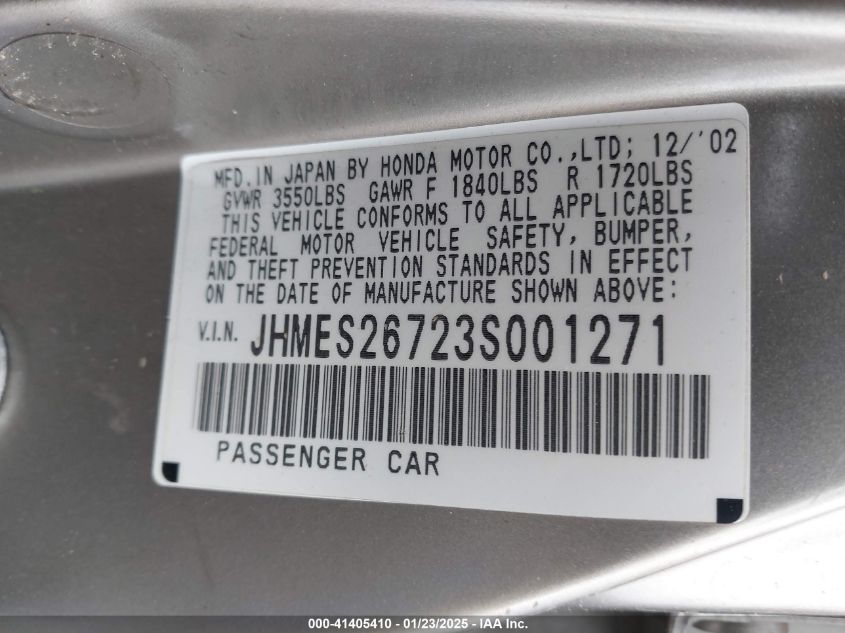 MFD.IN JAPAN BY HONDA MOTOR CO.,LTD; 12/'02
GVWR 3550LBS GAWR F 1840LBS R 1720LBS
THIS VEHICLE CONFORMS TO ALL APPLICABLE
FEDERAL MOTOR VEHICLE SAFETY, BUMPER,
AND THEFT PREVENTION STANDARDS IN EFFECT
ON THE DATE OF MANUFACTURE SHOWN ABOVE:
V.I.N. JHMES26723S001271
PASSENGER CAR
000-41405410 | 01/23/2025 - © IAA Inc.